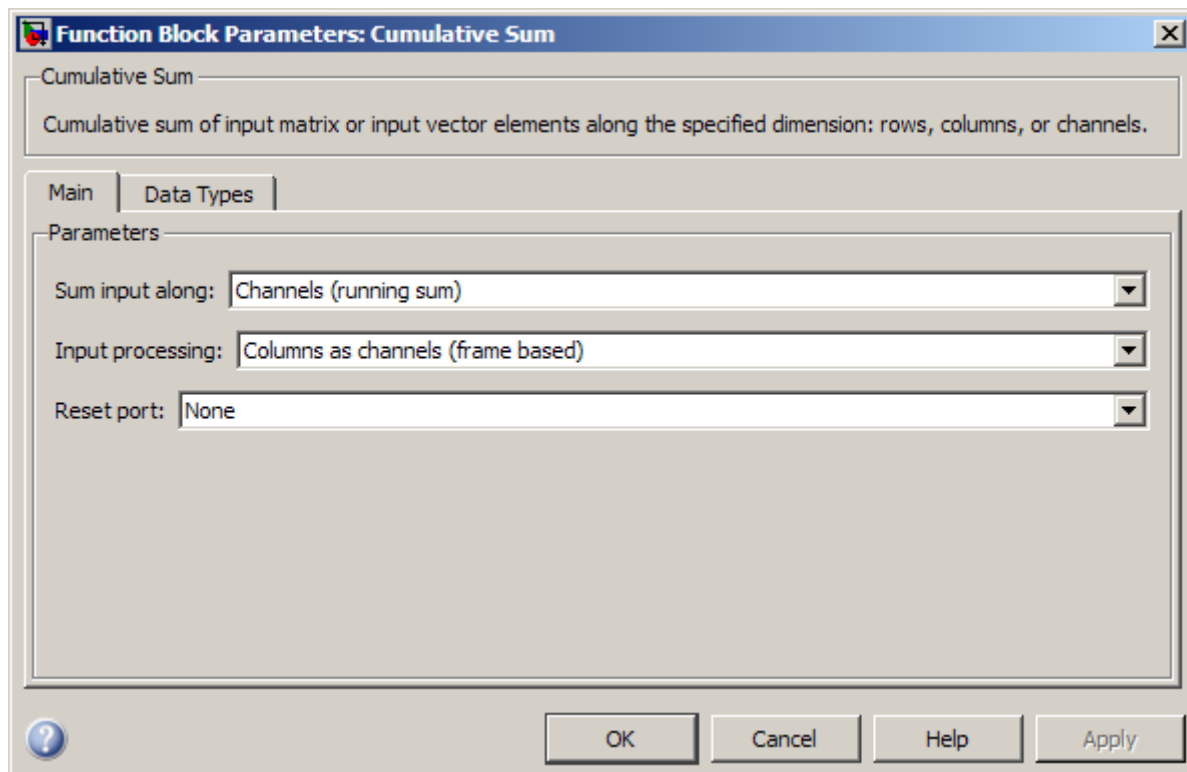 Function Block Parameters: Cumulative Sum
Cumulative Sum
Cumulative sum of input matrix or input vector elements along the specified dimension: rows, columns, or channels.
Main Data Types
Parameters
Sum input along: Channels (running sum)
Input processing: Columns as channels (frame based)
Reset port: None
? OK Cancel Help Apply